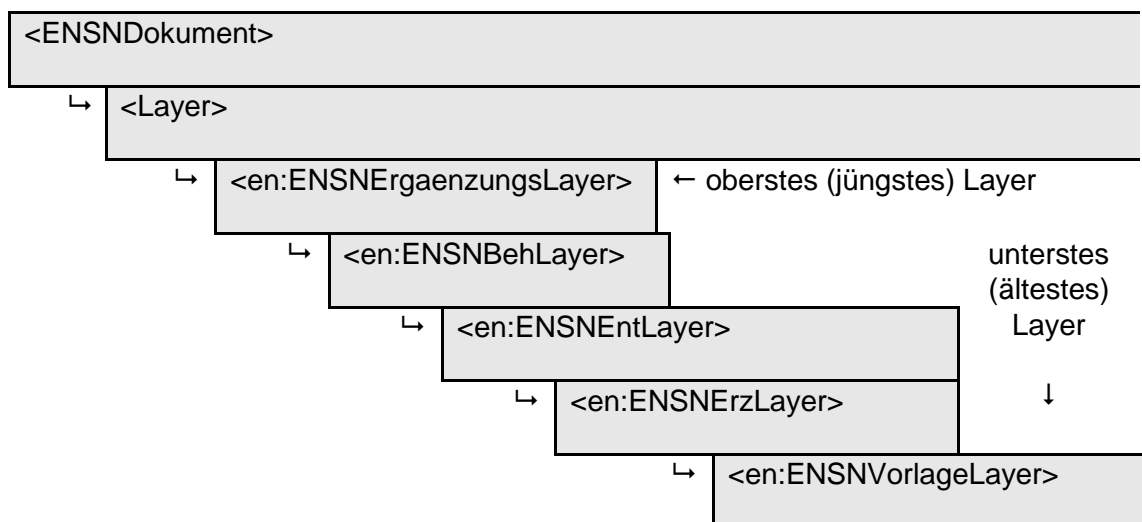 <ENSNDokument>
↳ <Layer>
↳ <en:ENSNErgaenzungsLayer> ← oberstes (jüngstes) Layer
↳ <en:ENSNBehLayer>
unterstes
(ältestes)
Layer
↳ <en:ENSNEntLayer>
↳ <en:ENSNErzLayer> ↓
↳ <en:ENSNVorlageLayer>